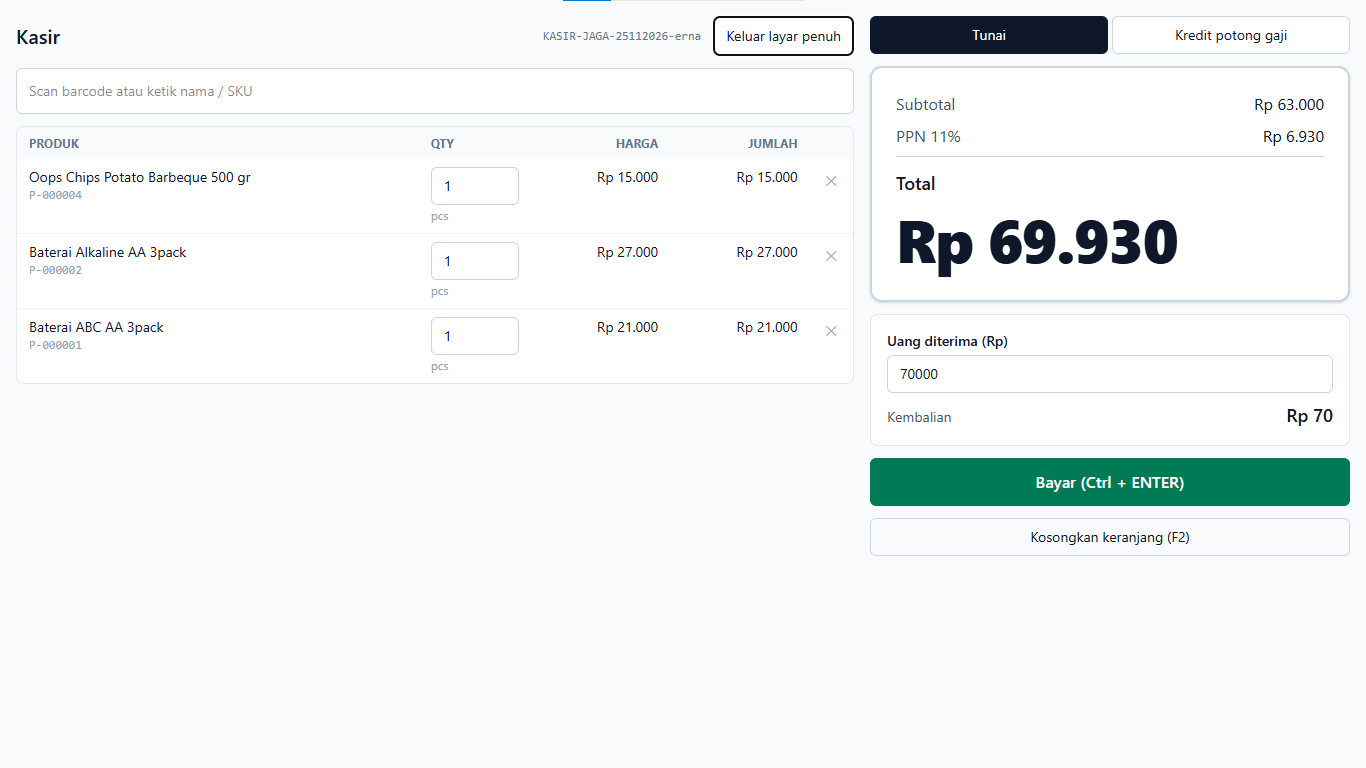 Kasir
KASIR-JAGA-25112026-erna
Keluar layar penuh
Scan barcode atau ketik nama / SKU
PRODUK QTY HARGA JUMLAH
Oops Chips Potato Barbeque 500 gr 1 Rp 15.000 Rp 15.000 ×
P-000004
pcs
Baterai Alkaline AA 3pack 1 Rp 27.000 Rp 27.000 ×
P-000002
pcs
Baterai ABC AA 3pack 1 Rp 21.000 Rp 21.000 ×
P-000001
pcs
Tunai
Kredit potong gaji
Subtotal Rp 63.000
PPN 11% Rp 6.930
Total
Rp 69.930
Uang diterima (Rp)
70000
Kembalian Rp 70
Bayar (Ctrl + ENTER)
Kosongkan keranjang (F2)